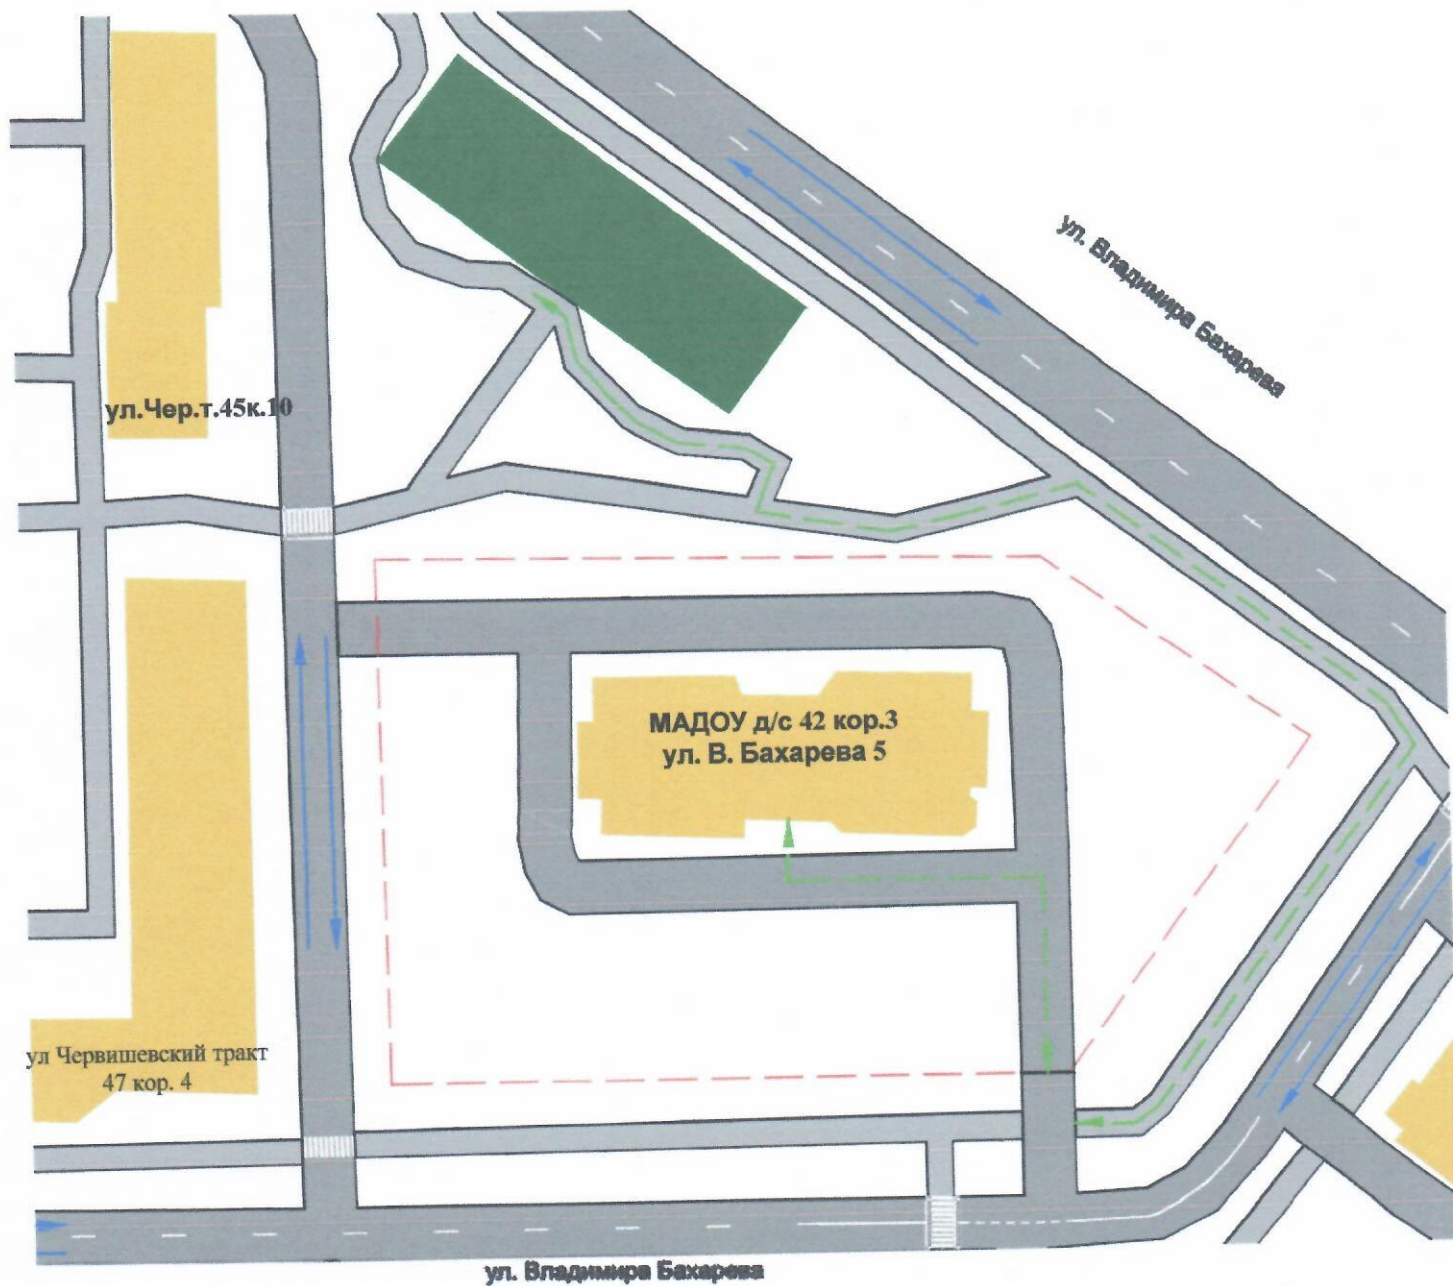 ул. Владимира Бахарева
ул.Чер.т.45к.10
МАДОУ д/с 42 кор.3
ул. В. Бахарева 5
ул Червишевский тракт
47 кор. 4
ул. Владимира Бахарева